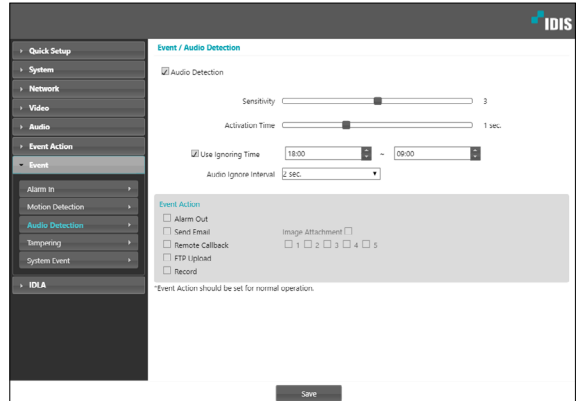 IDIS
Quick Setup
System
Network
Video
Audio
Event Action
Event
Alarm In
Motion Detection
Audio Detection
Tampering
System Event
IDLA
Event / Audio Detection
Audio Detection
Sensitivity 3
Activation Time 1 sec.
Use Ignoring Time 18:00 ~ 09:00
Audio Ignore Interval 2 sec.
Event Action
Alarm Out
Send Email Image Attachment
Remote Callback 1 2 3 4 5
FTP Upload
Record
*Event Action should be set for normal operation.
Save